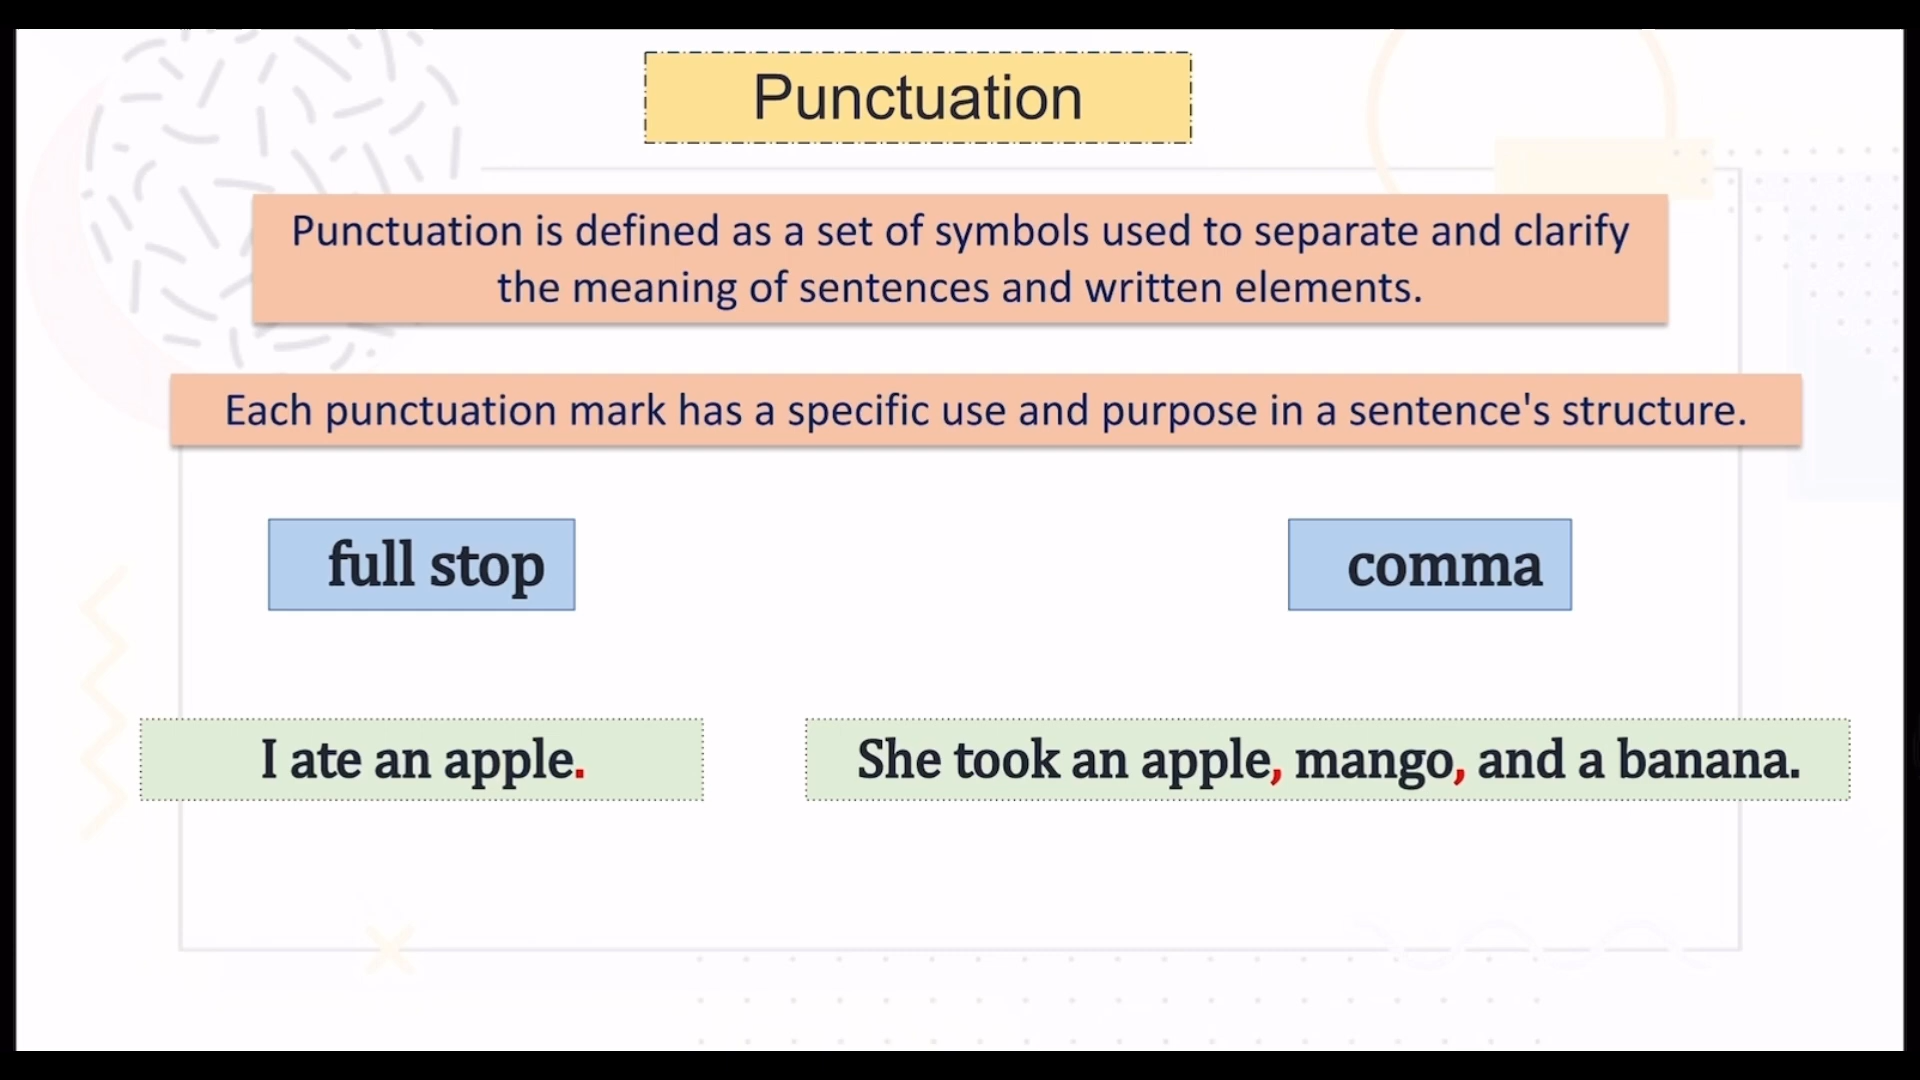 Punctuation
Punctuation is defined as a set of symbols used to separate and clarify
the meaning of sentences and written elements.
Each punctuation mark has a specific use and purpose in a sentence's structure.
full stop
comma
I ate an apple.
She took an apple, mango, and a banana.